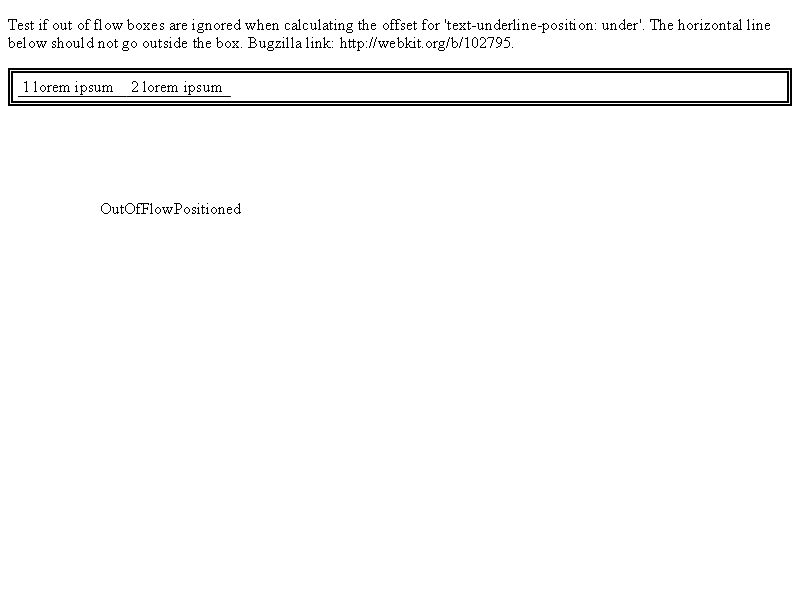 Test if out of flow boxes are ignored when calculating the offset for 'text-underline-position: under'. The horizontal line
below should not go outside the box. Bugzilla link: http://webkit.org/b/102795.
1 lorem ipsum 2 lorem ipsum
OutOfFlowPositioned